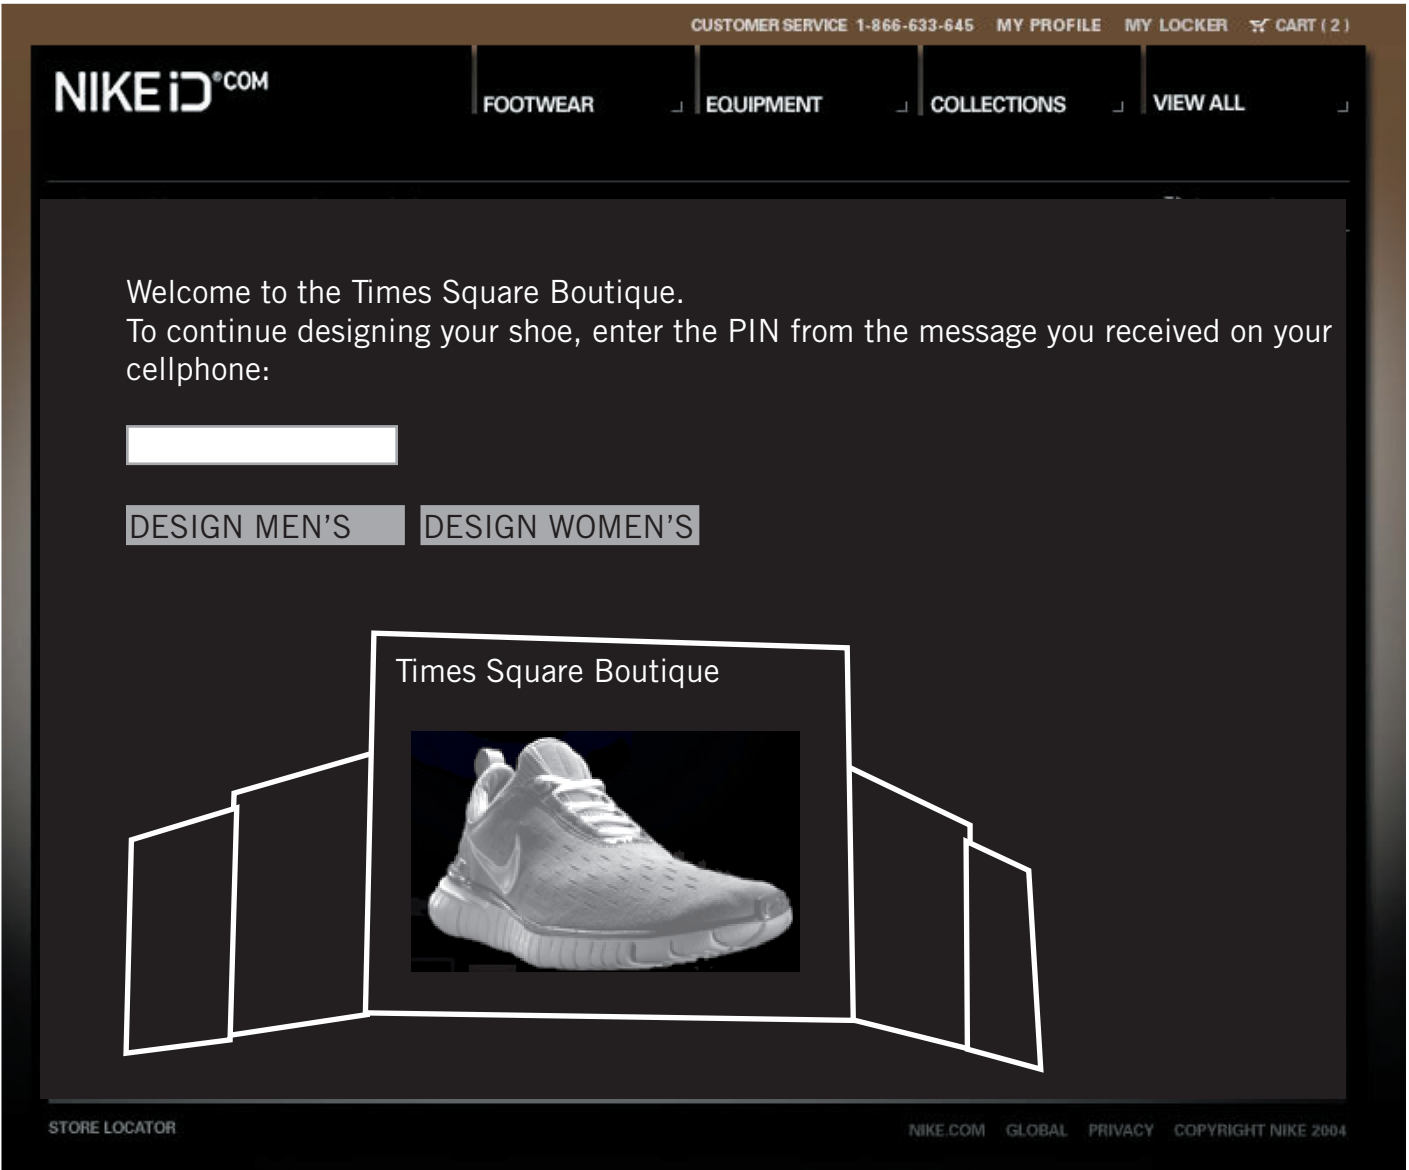 CUSTOMER SERVICE 1-866-633-645 MY PROFILE MY LOCKER CART ( 2 )
NIKEiD®.COM
FOOTWEAR EQUIPMENT COLLECTIONS VIEW ALL
Welcome to the Times Square Boutique.
To continue designing your shoe, enter the PIN from the message you received on your
cellphone:
DESIGN MEN'S DESIGN WOMEN'S
Times Square Boutique
STORE LOCATOR NIKE.COM GLOBAL PRIVACY COPYRIGHT NIKE 2004